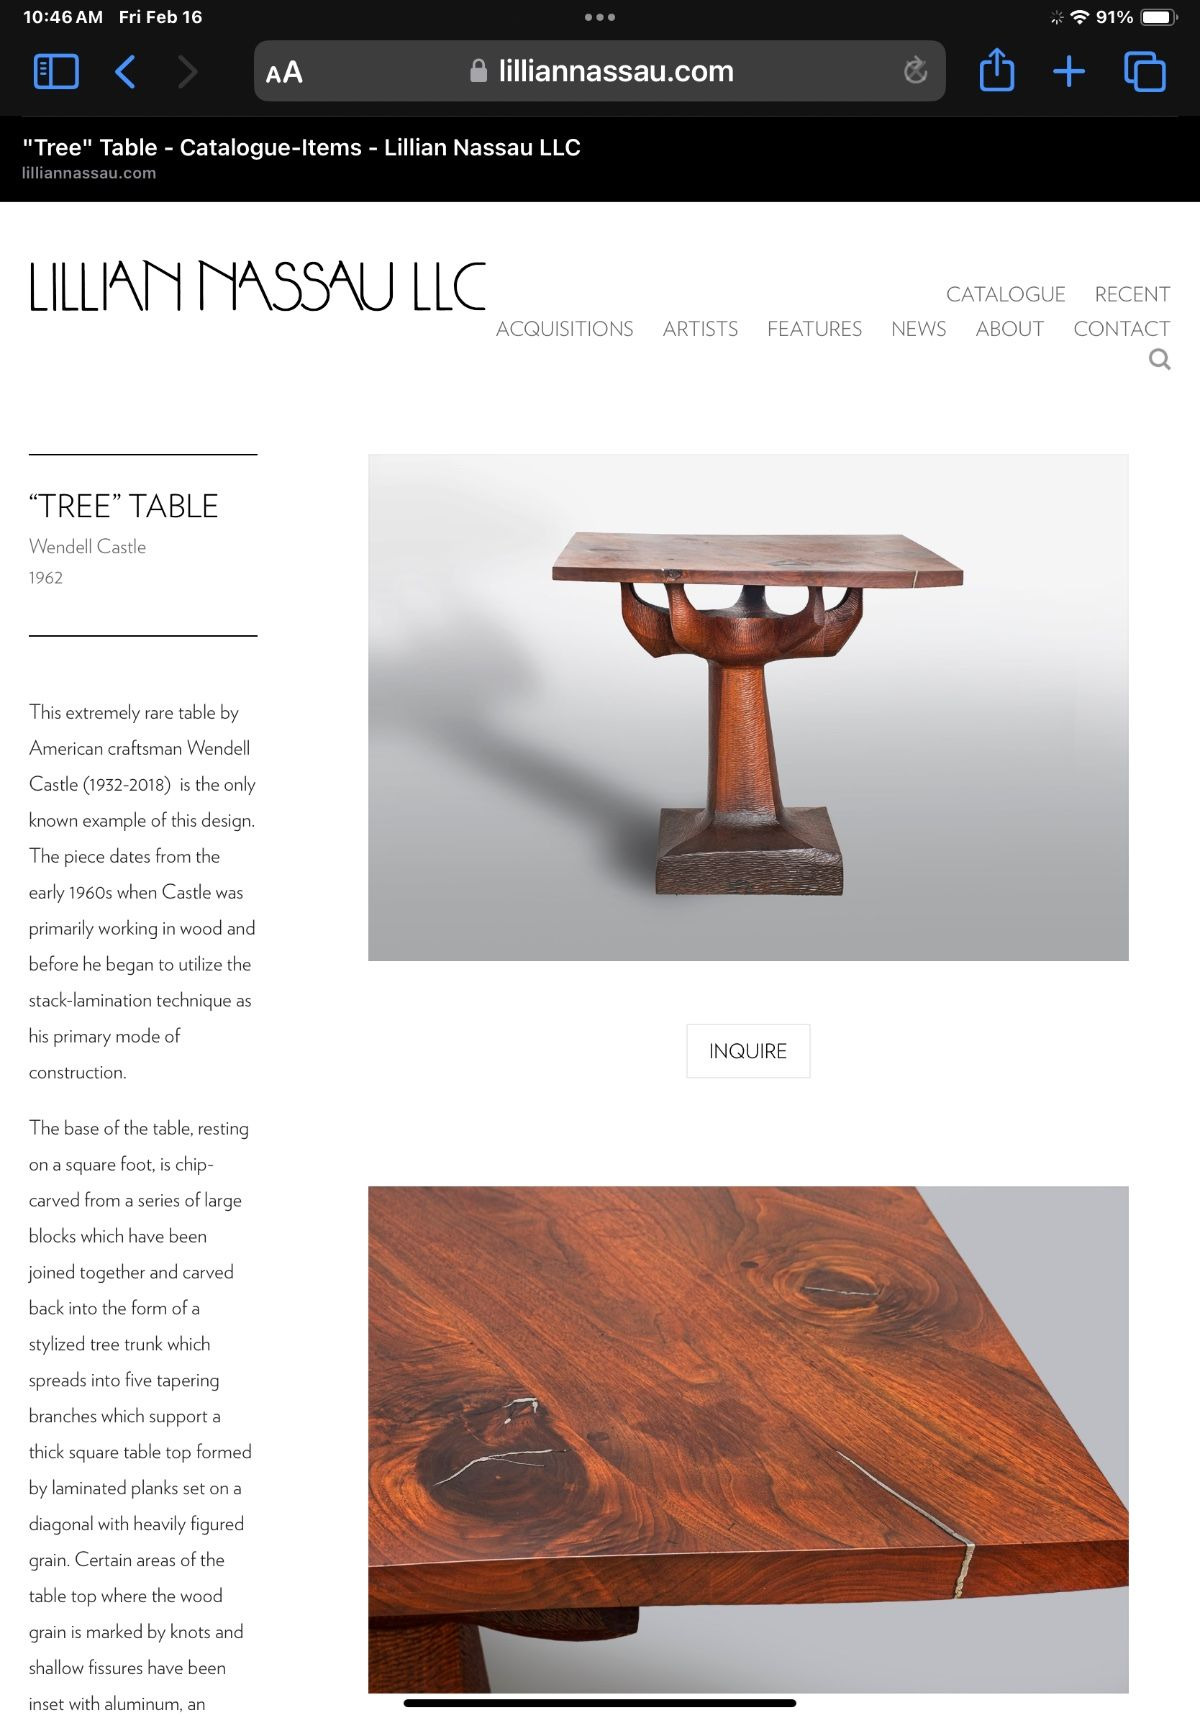 10:46 AM Fri Feb 16
91%
AA
lilliannassau.com
"Tree" Table - Catalogue-Items - Lillian Nassau LLC
lilliannassau.com
LILLIAN NASSAU LLC
CATALOGUE RECENT
ACQUISITIONS ARTISTS FEATURES NEWS ABOUT CONTACT
“TREE” TABLE
Wendell Castle
1962
This extremely rare table by
American craftsman Wendell
Castle (1932-2018) is the only
known example of this design.
The piece dates from the
early 1960s when Castle was
primarily working in wood and
before he began to utilize the
stack-lamination technique as
his primary mode of
construction.
The base of the table, resting
on a square foot, is chip-
carved from a series of large
blocks which have been
joined together and carved
back into the form of a
stylized tree trunk which
spreads into five tapering
branches which support a
thick square table top formed
by laminated planks set on a
diagonal with heavily figured
grain. Certain areas of the
table top where the wood
grain is marked by knots and
shallow fissures have been
inset with aluminum, an
INQUIRE